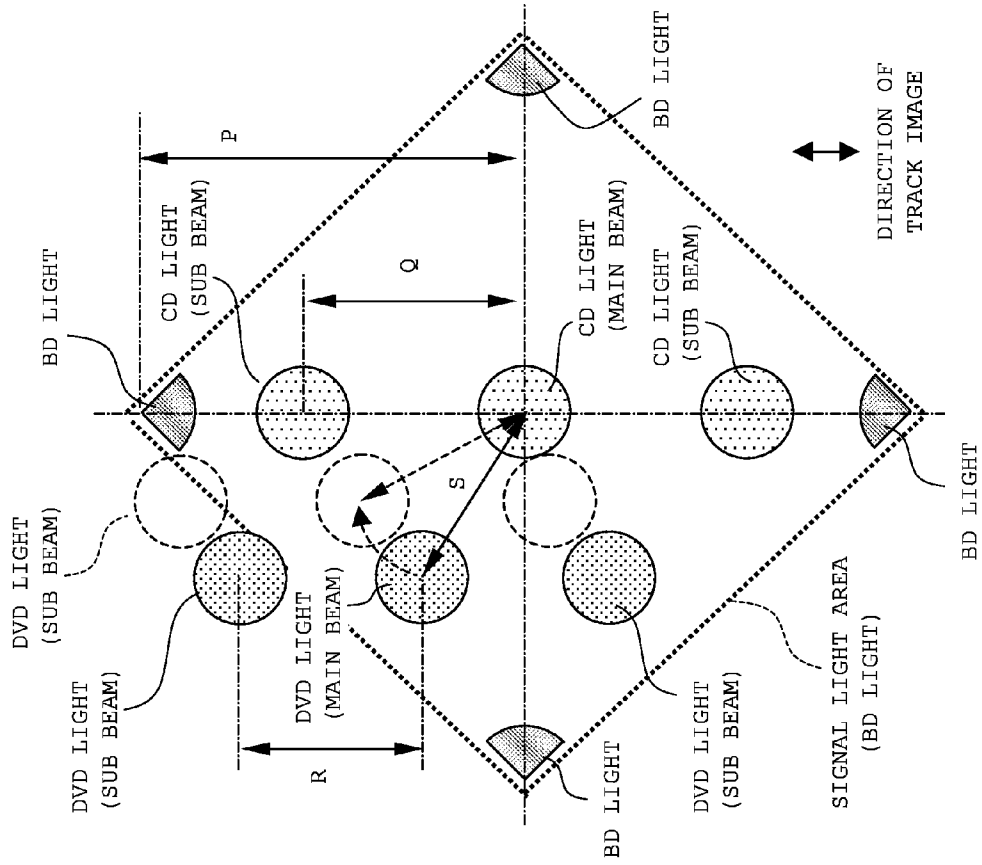 DVD LIGHT
(SUB BEAM)
DVD LIGHT
(SUB BEAM)
BD LIGHT
CD LIGHT
(SUB BEAM)
P
BD LIGHT
Q
R
DVD LIGHT
(MAIN BEAM)
S
CD LIGHT
(MAIN BEAM)
CD LIGHT
(SUB BEAM)
DIRECTION OF
TRACK IMAGE
BD LIGHT
DVD LIGHT
(SUB BEAM)
SIGNAL LIGHT AREA
(BD LIGHT)
BD LIGHT